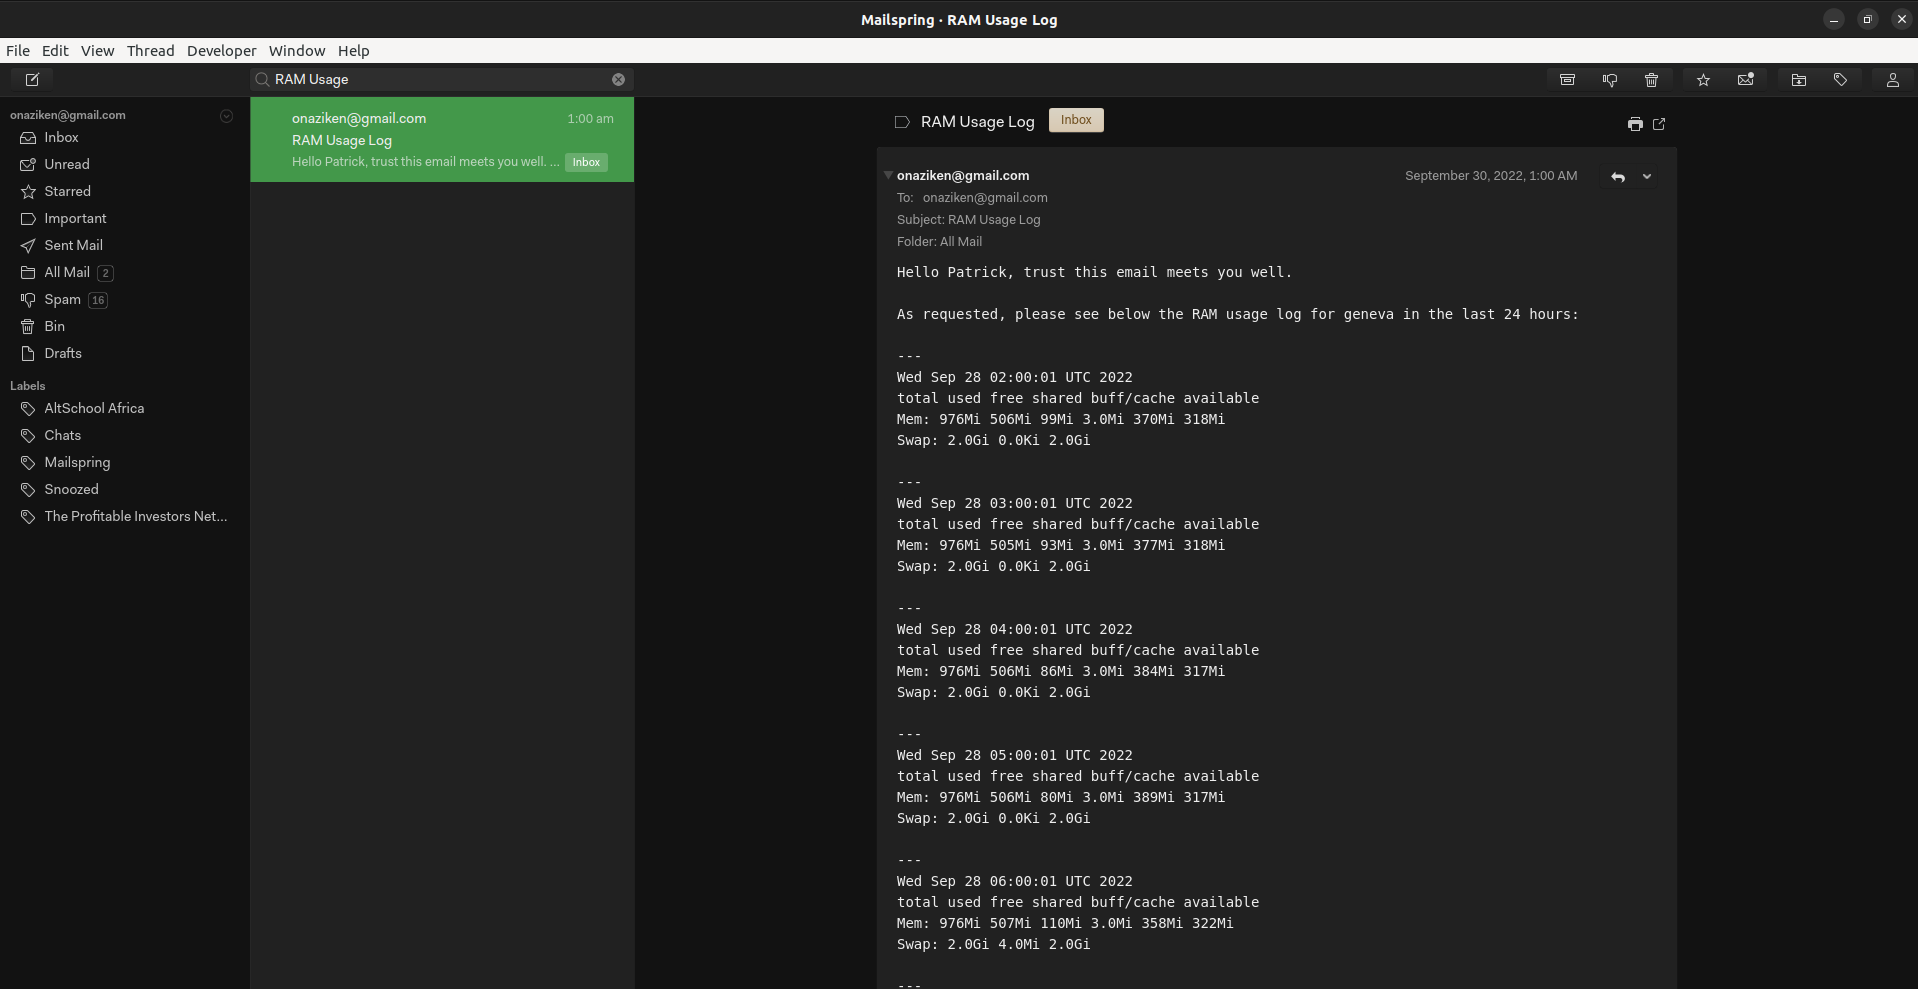 Mailspring · RAM Usage Log
File Edit View Thread Developer Window Help
RAM Usage
onaziken@gmail.com
Inbox
Unread
Starred
Important
Sent Mail
All Mail 2
Spam 16
Bin
Drafts
Labels
AltSchool Africa
Chats
Mailspring
Snoozed
The Profitable Investors Net...
onaziken@gmail.com 1:00 am
RAM Usage Log
Hello Patrick, trust this email meets you well. ... Inbox
RAM Usage Log Inbox
onaziken@gmail.com September 30, 2022, 1:00 AM
To: onaziken@gmail.com
Subject: RAM Usage Log
Folder: All Mail
Hello Patrick, trust this email meets you well.
As requested, please see below the RAM usage log for geneva in the last 24 hours:
---
Wed Sep 28 02:00:01 UTC 2022
total used free shared buff/cache available
Mem: 976Mi 506Mi 99Mi 3.0Mi 370Mi 318Mi
Swap: 2.0Gi 0.0Ki 2.0Gi
---
Wed Sep 28 03:00:01 UTC 2022
total used free shared buff/cache available
Mem: 976Mi 505Mi 93Mi 3.0Mi 377Mi 318Mi
Swap: 2.0Gi 0.0Ki 2.0Gi
---
Wed Sep 28 04:00:01 UTC 2022
total used free shared buff/cache available
Mem: 976Mi 506Mi 86Mi 3.0Mi 384Mi 317Mi
Swap: 2.0Gi 0.0Ki 2.0Gi
---
Wed Sep 28 05:00:01 UTC 2022
total used free shared buff/cache available
Mem: 976Mi 506Mi 80Mi 3.0Mi 389Mi 317Mi
Swap: 2.0Gi 0.0Ki 2.0Gi
---
Wed Sep 28 06:00:01 UTC 2022
total used free shared buff/cache available
Mem: 976Mi 507Mi 110Mi 3.0Mi 358Mi 322Mi
Swap: 2.0Gi 4.0Mi 2.0Gi
---